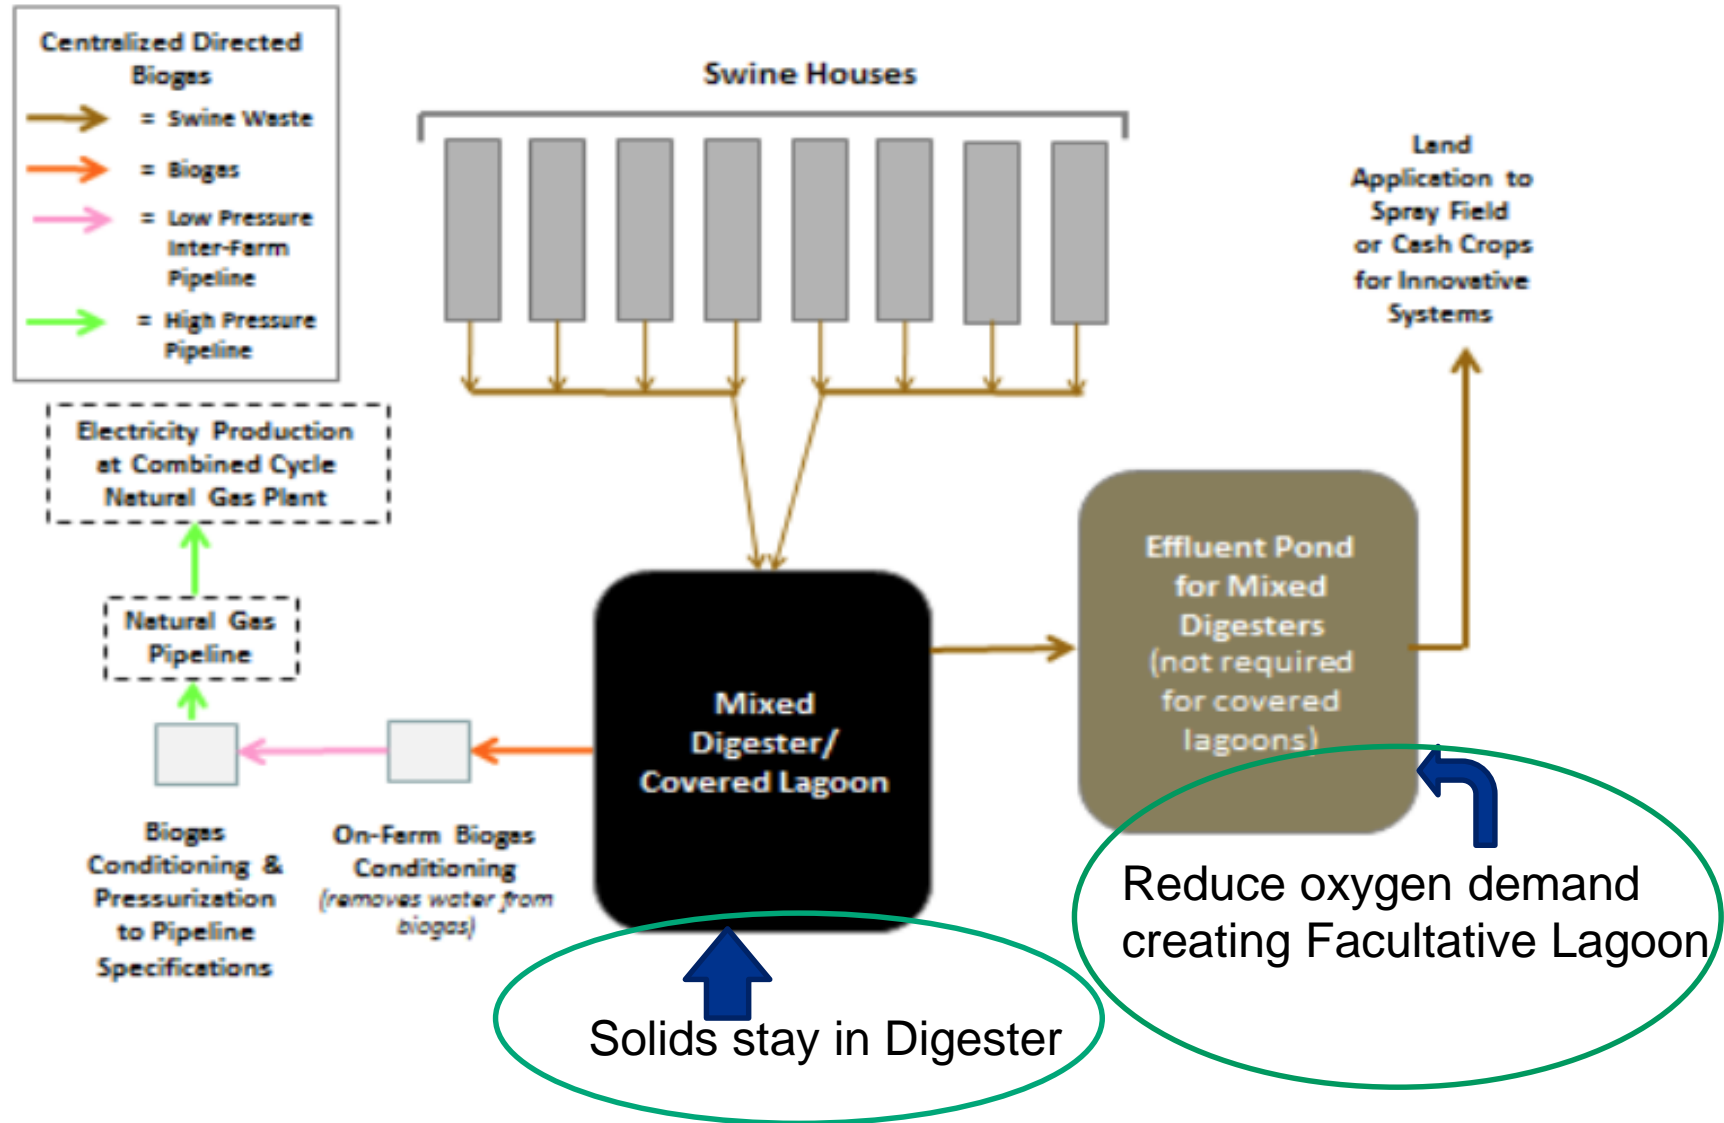 Centralized Directed
Biogas
= Swine Waste
= Biogas
= Low Pressure
Inter-Farm
Pipeline
= High Pressure
Pipeline
Swine Houses
Land
Application to
Spray Field
or Cash Crops
for Innovative
Systems
Electricity Production
at Combined Cycle
Natural Gas Plant
Natural Gas
Pipeline
Biogas
Conditioning &
Pressurization
to Pipeline
Specifications
On-Farm Biogas
Conditioning
(removes water from
biogas)
Mixed
Digester/
Covered Lagoon
Effluent Pond
for Mixed
Digesters
(not required
for covered
lagoons)
Solids stay in Digester
Reduce oxygen demand
creating Facultative Lagoon